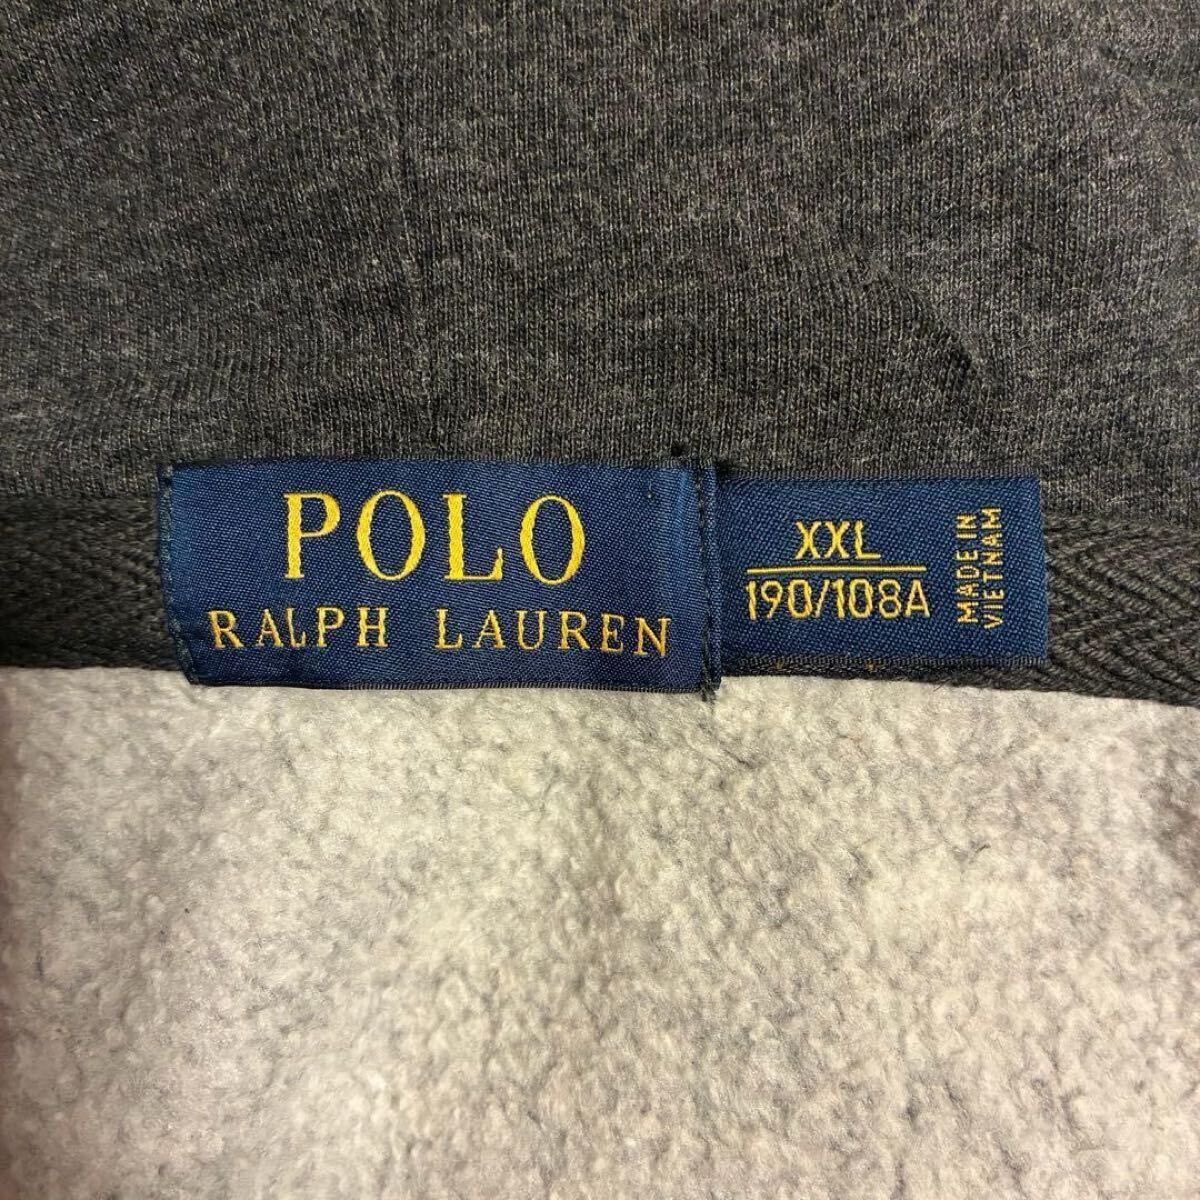 POLO
RALPH LAUREN
XXL
190/108A
MADE IN
VIETNAM